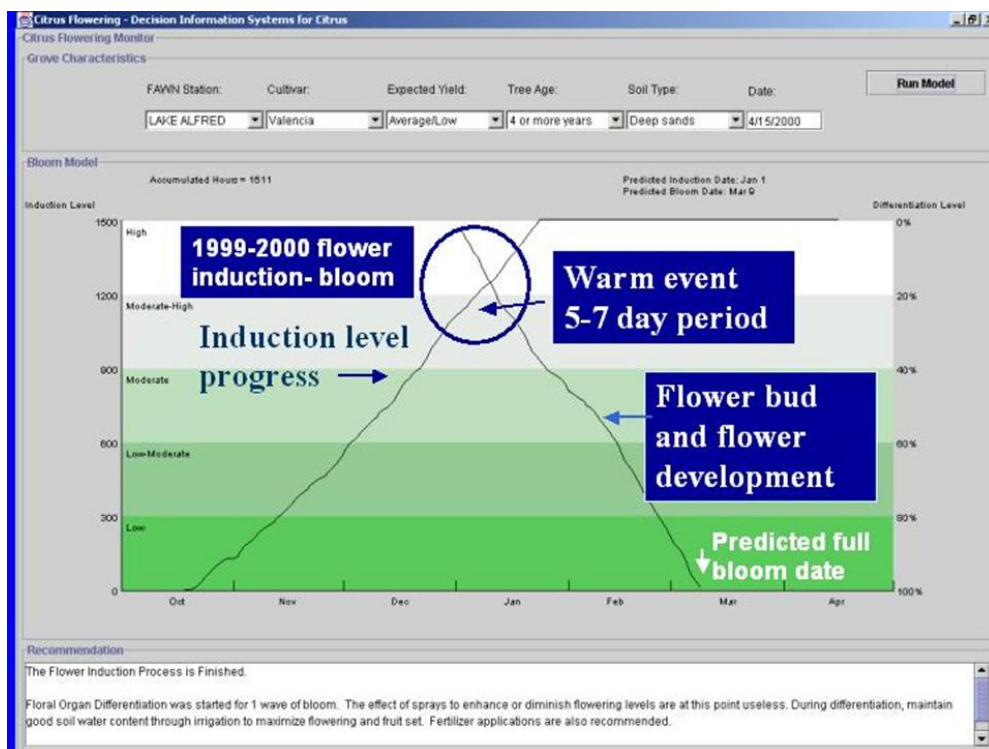 Citrus Flowering - Decision Information Systems for Citrus
Citrus Flowering Monitor
Grove Characteristics
FAWN Station: Cultivar: Expected Yield: Tree Age: Soil Type: Date:
Run Model
LAKE ALFRED Valencia Average/Low 4 or more years Deep sands 4/15/2000
Bloom Model
Accumulated Hours = 1511
Predicted Induction Date: Jan 1
Predicted Bloom Date: Mar 9
Induction Level
Differentiation Level
1500 High 0%
1999-2000 flower
induction- bloom
Warm event
5-7 day period
1200 Moderate-High 20%
Induction level
progress
900 Moderate 40%
Flower bud
and flower
development
600 Low-Moderate 60%
300 Low 80%
Predicted full
bloom date
0 100%
Oct Nov Dec Jan Feb Mar Apr
Recommendation
The Flower Induction Process is Finished.
Floral Organ Differentiation was started for 1 wave of bloom. The effect of sprays to enhance or diminish flowering levels are at this point useless. During differentiation, maintain
good soil water content through irrigation to maximize flowering and fruit set. Fertilizer applications are also recommended.